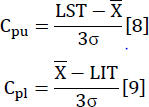 C_pu = (LST − X̿) / 3σ [8]
C_pl = (X̿ − LIT) / 3σ [9]